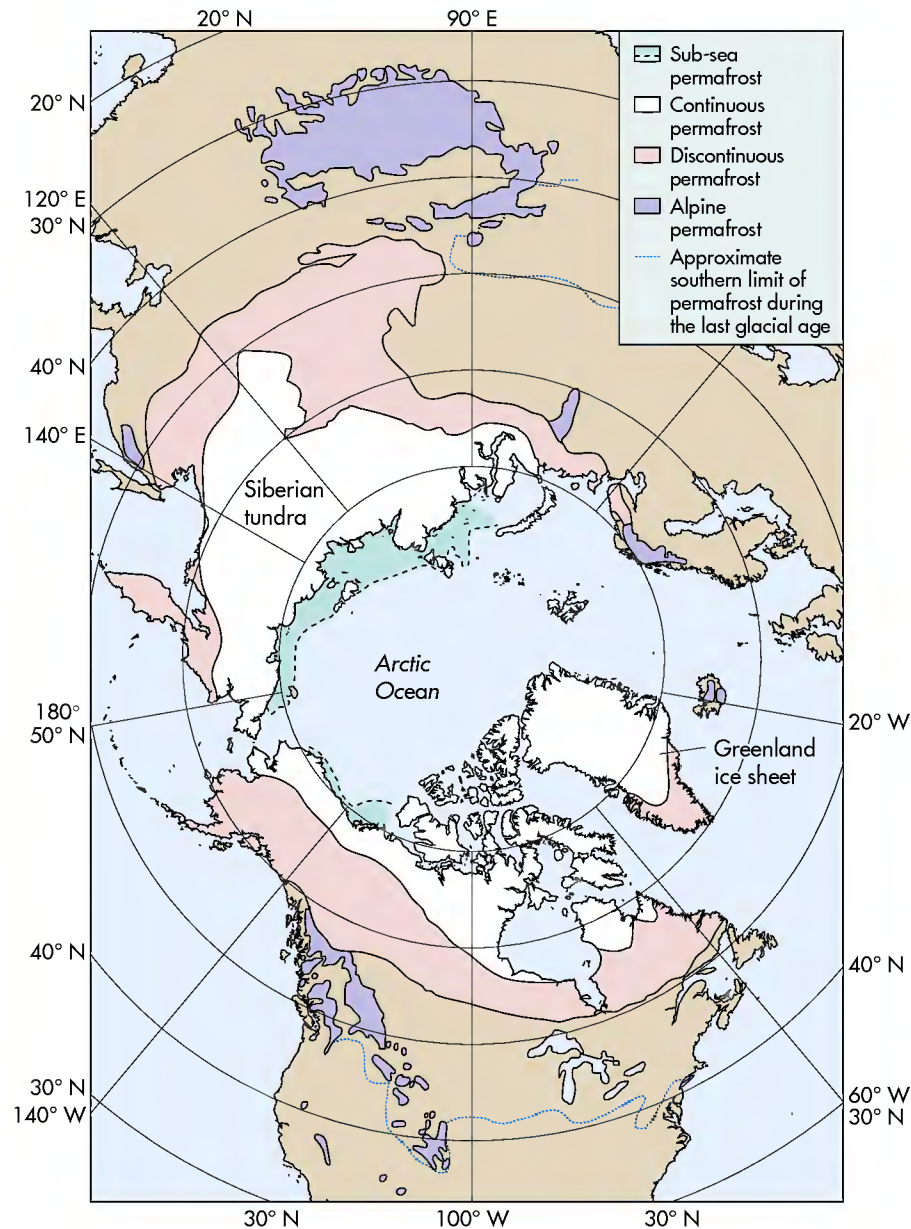 20° N
90° E
Sub-sea
permafrost
Continuous
permafrost
Discontinuous
permafrost
Alpine
permafrost
Approximate
southern limit of
permafrost during
the last glacial age
20° N
120° E
30° N
40° N
140° E
Siberian
tundra
Arctic
Ocean
180°
50° N
20° W
Greenland
ice sheet
40° N
40° N
30° N
140° W
60° W
30° N
30° N
100° W
30° N